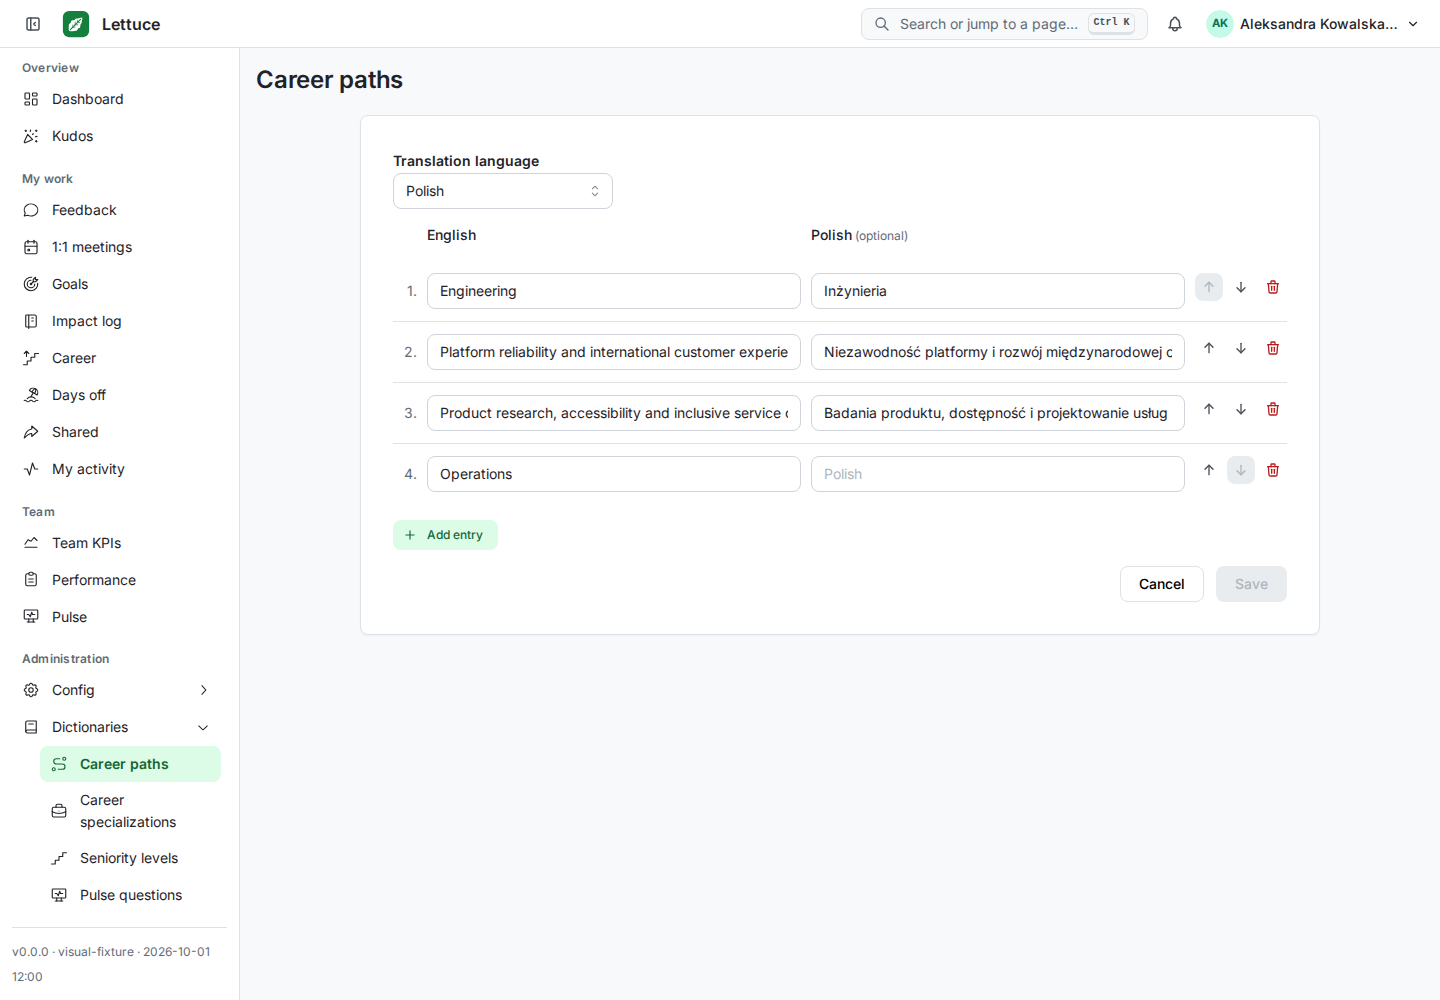 Lettuce
Search or jump to a page...
Ctrl K
AK
Aleksandra Kowalska...
Overview
Dashboard
Kudos
My work
Feedback
1:1 meetings
Goals
Impact log
Career
Days off
Shared
My activity
Team
Team KPIs
Performance
Pulse
Administration
Config
Dictionaries
Career paths
Career
specializations
Seniority levels
Pulse questions
v0.0.0 · visual-fixture · 2026-10-01
12:00
Career paths
Translation language
Polish
English
Polish (optional)
1. Engineering Inżynieria
2. Platform reliability and international customer experie Niezawodność platformy i rozwój międzynarodowej
3. Product research, accessibility and inclusive service Badania produktu, dostępność i projektowanie usług
4. Operations Polish
Add entry
Cancel
Save